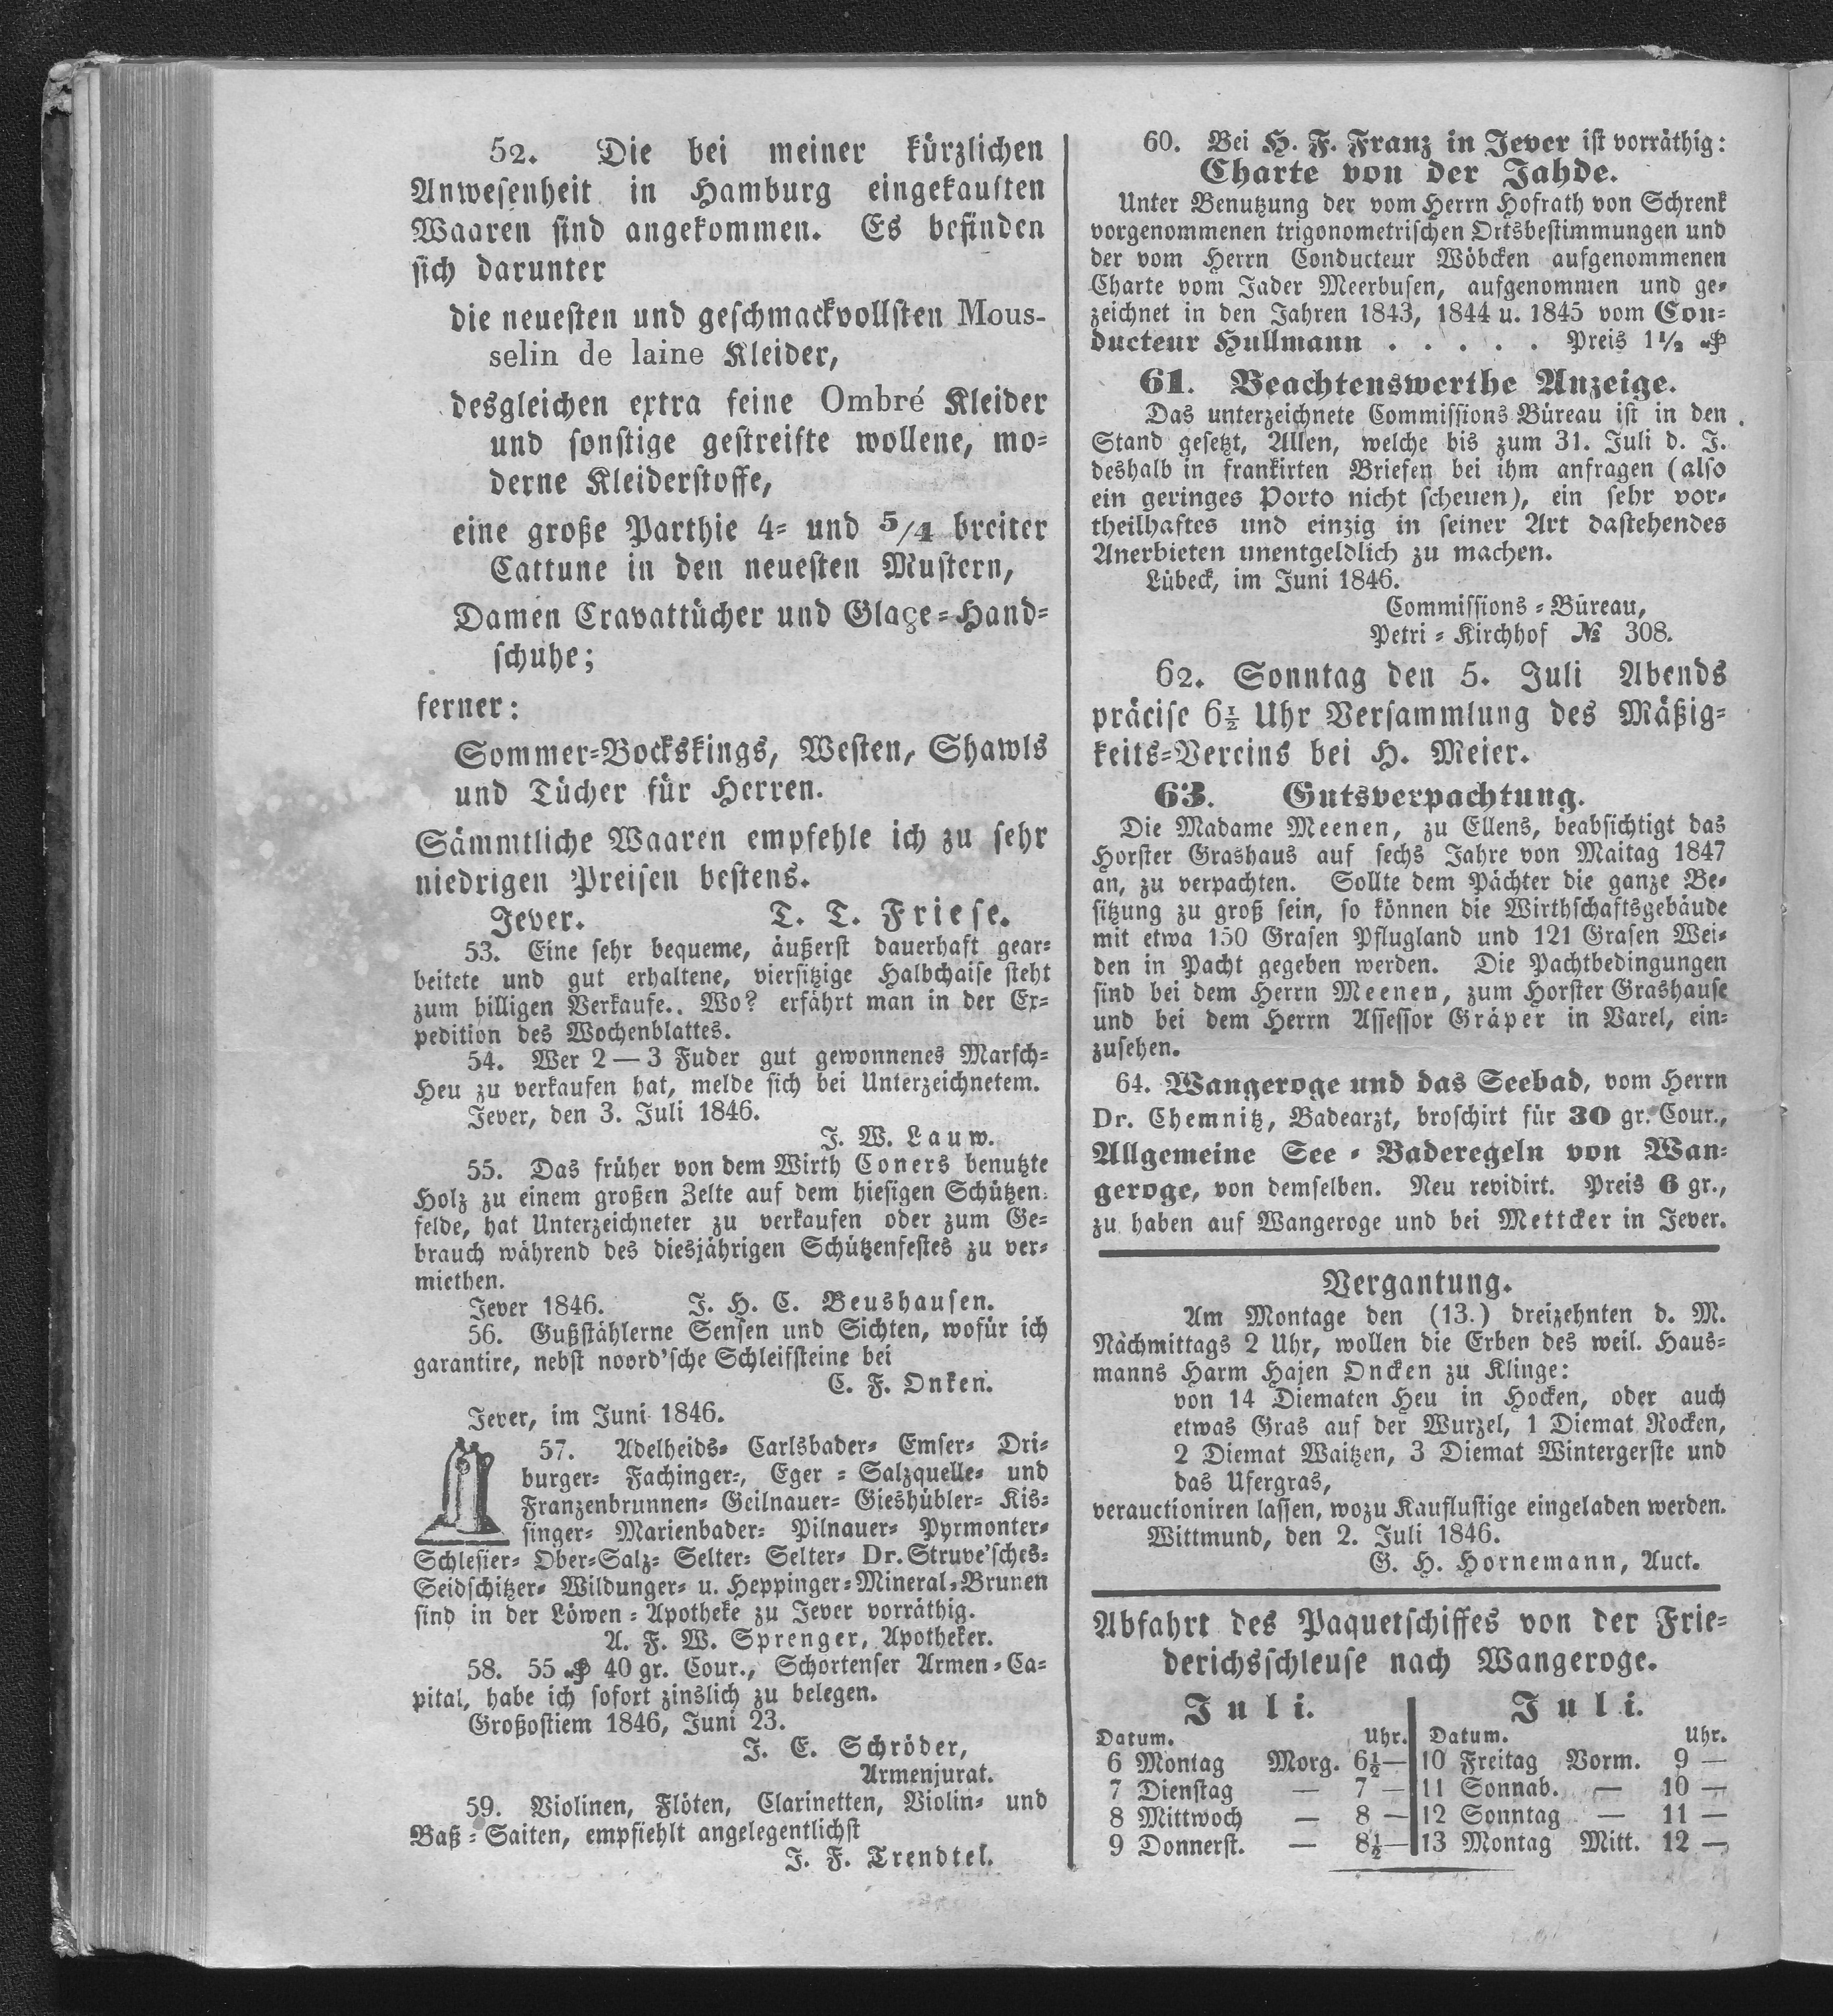 52. Die bei meiner kürzlichen
Anwesenheit in Hamburg eingekauften
Waaren sind angekommen. Es befinden
sich darunter
die neuesten und geschmackvollsten Mous-
selin de laine Kleider,
desgleichen extra feine Ombré Kleider
und sonstige gestreifte wollene, mo-
derne Kleiderstoffe,
eine große Parthie 4- und 5/4 breiter
Cattune in den neuesten Mustern,
Damen Cravattücher und Glaçe-Hand-
schuhe;
ferner:
Sommer-Bockskings, Westen, Shawls
und Tücher für Herren.
Sämmtliche Waaren empfehle ich zu sehr
niedrigen Preisen bestens.
Jever. T. T. Friese.
53. Eine sehr bequeme, äußerst dauerhaft gear-
beitete und gut erhaltene, viersitzige Halbchaise steht
zum billigen Verkaufe.. Wo? erfährt man in der Ex-
pedition des Wochenblattes.
54. Wer 2 — 3 Fuder gut gewonnenes Marsch-
Heu zu verkaufen hat, melde sich bei Unterzeichnetem.
Jever, den 3. Juli 1846.
J. W. Lauw.
55. Das früher von dem Wirth Coners benutzte
Holz zu einem großen Zelte auf dem hiesigen Schützen-
felde, hat Unterzeichneter zu verkaufen oder zum Ge-
brauch während des diesjährigen Schützenfestes zu ver-
miethen.
Jever 1846. J. H. C. Beushausen.
56. Gußstählerne Sensen und Sichten, wofür ich
garantire, nebst noord'sche Schleifsteine bei
C. F. Onken.
Jever, im Juni 1846.
57. Adelheids- Carlsbader- Emser- Dri-
burger- Fachinger-, Eger - Salzquelle- und
Franzenbrunnen- Geilnauer- Gieshübler- Kis-
singer- Marienbader- Pilnauer- Pyrmonter-
Schlesier- Ober-Salz- Selter- Selter- Dr. Struve'sches-
Seidschitzer- Wildunger- u. Heppinger-Mineral-Brunen
sind in der Löwen-Apotheke zu Jever vorräthig.
A. F. W. Sprenger, Apotheker.
58. 55 ₰ 40 gr. Cour., Schortenser Armen-Ca-
pital, habe ich sofort zinslich zu belegen.
Großostiem 1846, Juni 23.
J. E. Schröder,
Armenjurat.
59. Violinen, Flöten, Clarinetten, Violin- und
Baß-Saiten, empfiehlt angelegentlichst
J. F. Trendtel.
60. Bei H. F. Franz in Jever ist vorräthig:
Charte von der Jahde.
Unter Benutzung der vom Herrn Hofrath von Schrenk
vorgenommenen trigonometrischen Ortsbestimmungen und
der vom Herrn Conducteur Wöbcken aufgenommenen
Charte vom Jader Meerbusen, aufgenommen und ge-
zeichnet in den Jahren 1843, 1844 u. 1845 vom Con-
ducteur Hullmann . . . . . Preis 1½ ₰
61. Beachtenswerthe Anzeige.
Das unterzeichnete Commissions Büreau ist in den
Stand gesetzt, Allen, welche bis zum 31. Juli d. J.
deshalb in frankirten Briefen bei ihm anfragen (also
ein geringes Porto nicht scheuen), ein sehr vor-
theilhaftes und einzig in seiner Art dastehendes
Anerbieten unentgeldlich zu machen.
Lübeck, im Juni 1846.
Commissions-Büreau,
Petri-Kirchhof № 308.
62. Sonntag den 5. Juli Abends
präcise 6½ Uhr Versammlung des Mäßig-
keits-Vereins bei H. Meier.
63. Gutsverpachtung.
Die Madame Meenen, zu Ellens, beabsichtigt das
Horster Grashaus auf sechs Jahre von Maitag 1847
an, zu verpachten. Sollte dem Pächter die ganze Be-
sitzung zu groß sein, so können die Wirthschaftsgebäude
mit etwa 150 Grasen Pflugland und 121 Grasen Wei-
den in Pacht gegeben werden. Die Pachtbedingungen
sind bei dem Herrn Meenen, zum Horster Grashause
und bei dem Herrn Assessor Gräper in Varel, ein-
zusehen.
64. Wangeroge und das Seebad, vom Herrn
Dr. Chemnitz, Badearzt, broschirt für 30 gr. Cour.,
Allgemeine See-Baderegeln von Wan-
geroge, von demselben. Neu revidirt. Preis 6 gr.,
zu haben auf Wangeroge und bei Mettcker in Jever.
Vergantung.
Am Montage den (13.) dreizehnten d. M.
Nachmittags 2 Uhr, wollen die Erben des weil. Haus-
manns Harm Hajen Oncken zu Klinge:
von 14 Diematen Heu in Hocken, oder auch
etwas Gras auf der Wurzel, 1 Diemat Rocken,
2 Diemat Waitzen, 3 Diemat Wintergerste und
das Ufergras,
verauctioniren lassen, wozu Kauflustige eingeladen werden.
Wittmund, den 2. Juli 1846.
G. H. Hornemann, Auct.
Abfahrt des Paquetschiffes von der Frie-
derichsschleuse nach Wangeroge.
Juli. Juli.
Datum. Uhr. Datum. Uhr.
6 Montag Morg. 6½— 10 Freitag Vorm. 9 —
7 Dienstag — 7 — 11 Sonnab. — 10 —
8 Mittwoch — 8 — 12 Sonntag — 11 —
9 Donnerst. — 8½— 13 Montag Mitt. 12 —